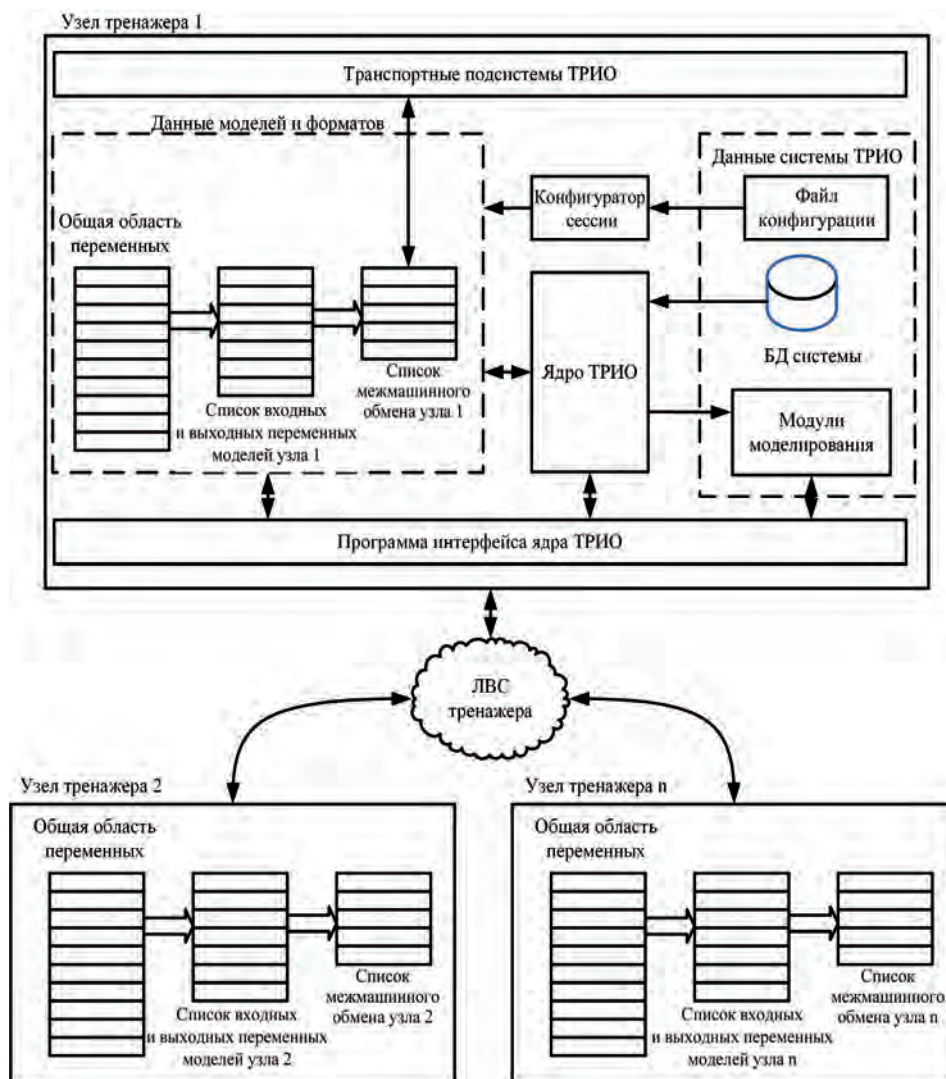 Узел тренажера 1
Транспортные подсистемы ТРИО
Данные моделей и форматов
Общая область
переменных
Список входных
и выходных переменных
моделей узла 1
Список
межмашинного
обмена узла 1
Конфигуратор
сессии
Ядро ТРИО
Данные системы ТРИО
Файл
конфигурации
БД системы
Модули
моделирования
Программа интерфейса ядра ТРИО
ЛВС
тренажера
Узел тренажера 2
Общая область
переменных
Список входных
и выходных переменных
моделей узла 2
Список
межмашинного
обмена узла 2
Узел тренажера n
Общая область
переменных
Список входных
и выходных переменных
моделей узла n
Список
межмашинного
обмена узла n